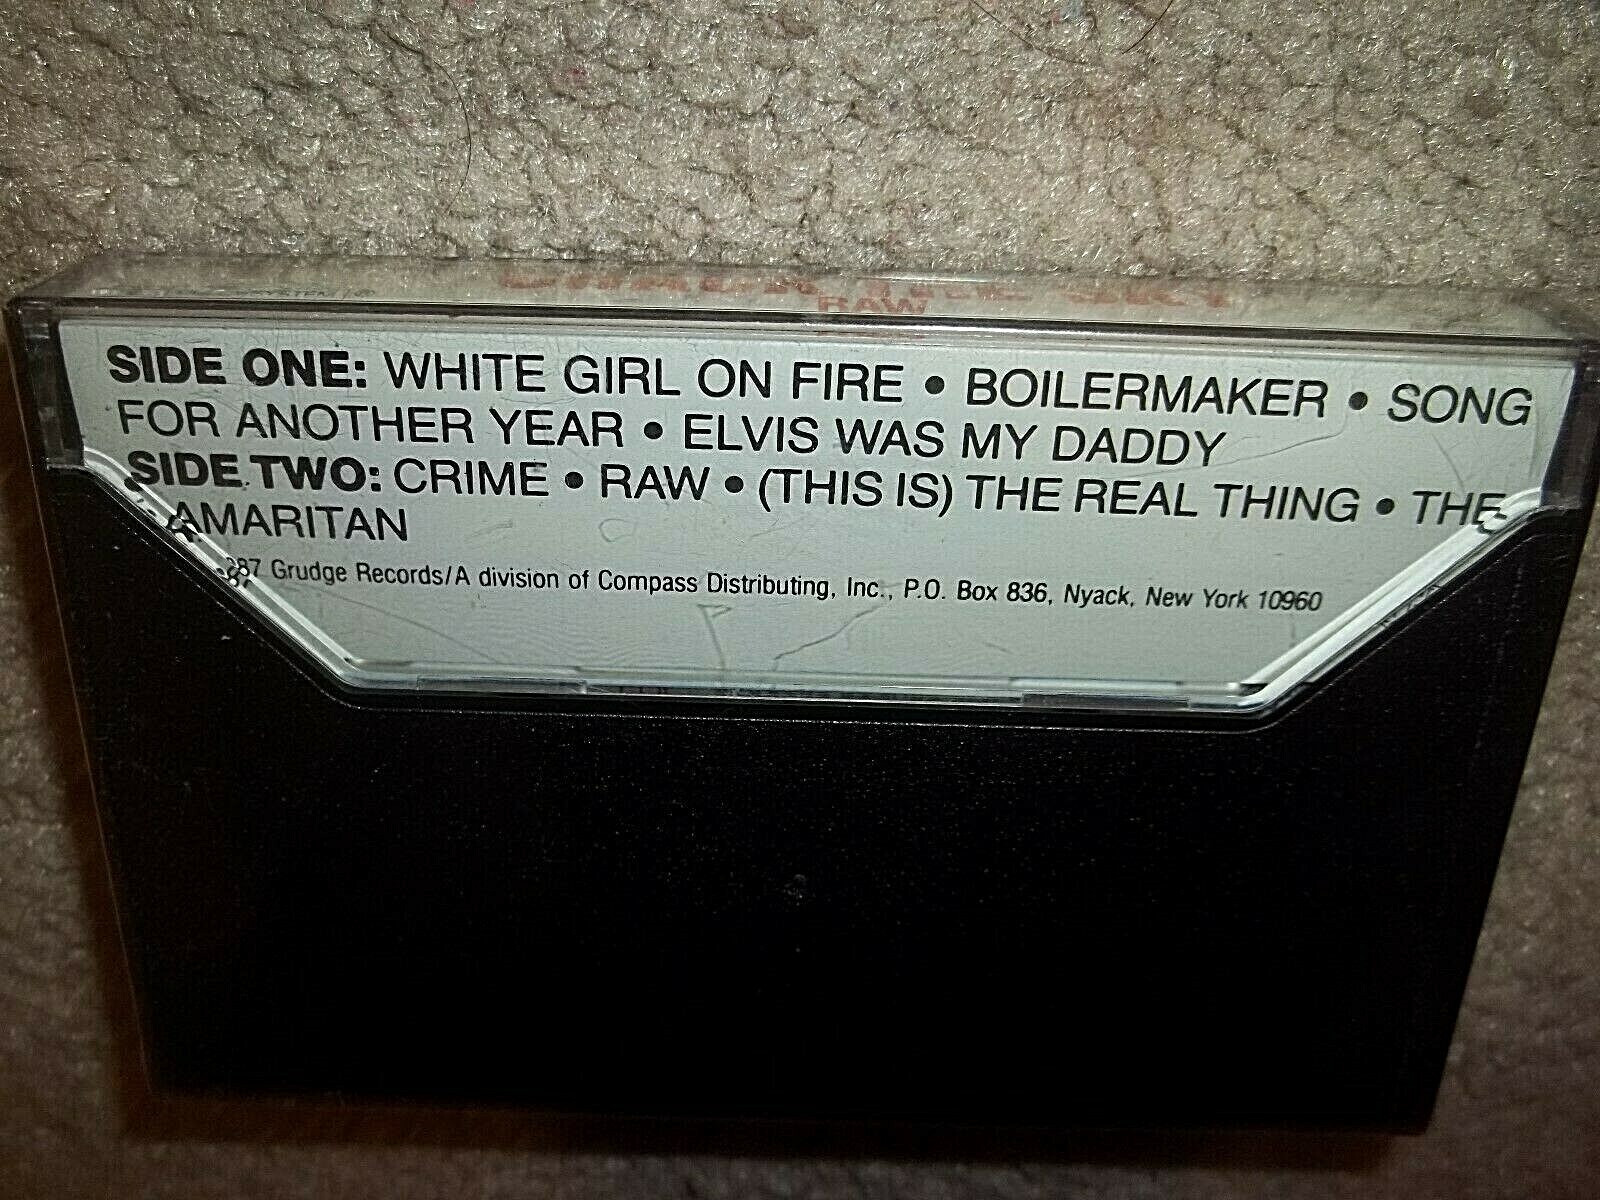 RAW
SIDE ONE: WHITE GIRL ON FIRE • BOILERMAKER • SONG
FOR ANOTHER YEAR • ELVIS WAS MY DADDY
SIDE TWO: CRIME • RAW • (THIS IS) THE REAL THING • THE
SAMARITAN
Grudge Records/A division of Compass Distributing, Inc., P.O. Box 836, Nyack, New York 10960